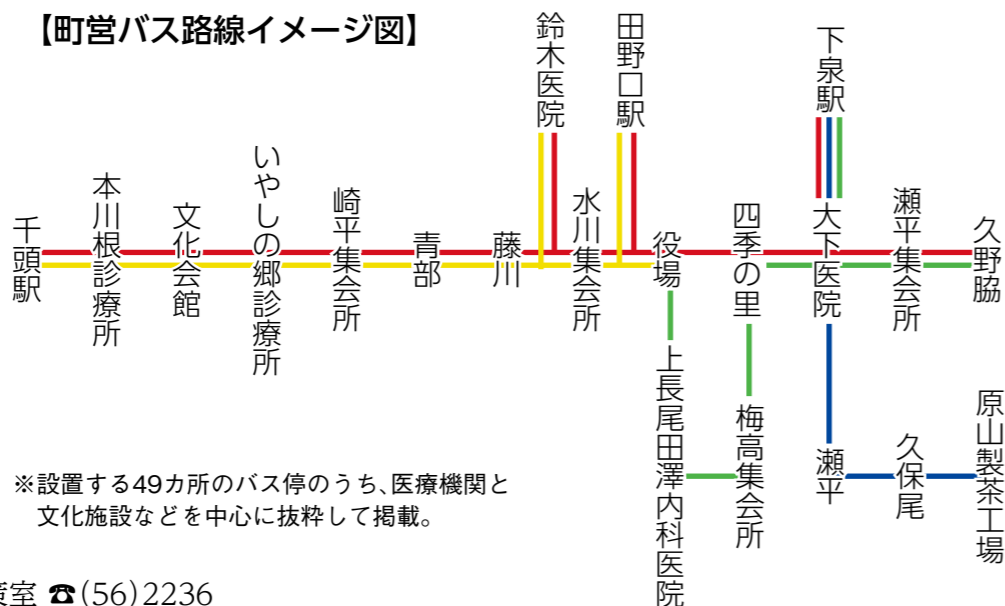 【町営バス路線イメージ図】
鈴木医院
田野口駅
下泉駅
千頭駅
本川根診療所
文化会館
いやしの郷診療所
崎平集会所
青部
藤川
水川集会所
役場
四季の里
大下医院
瀬平集会所
久野脇
上長尾田澤内科医院
梅高集会所
瀬平
久保尾
原山製茶工場
※設置する49カ所のバス停のうち、医療機関と
文化施設などを中心に抜粋して掲載。
室 ☎(56)2236